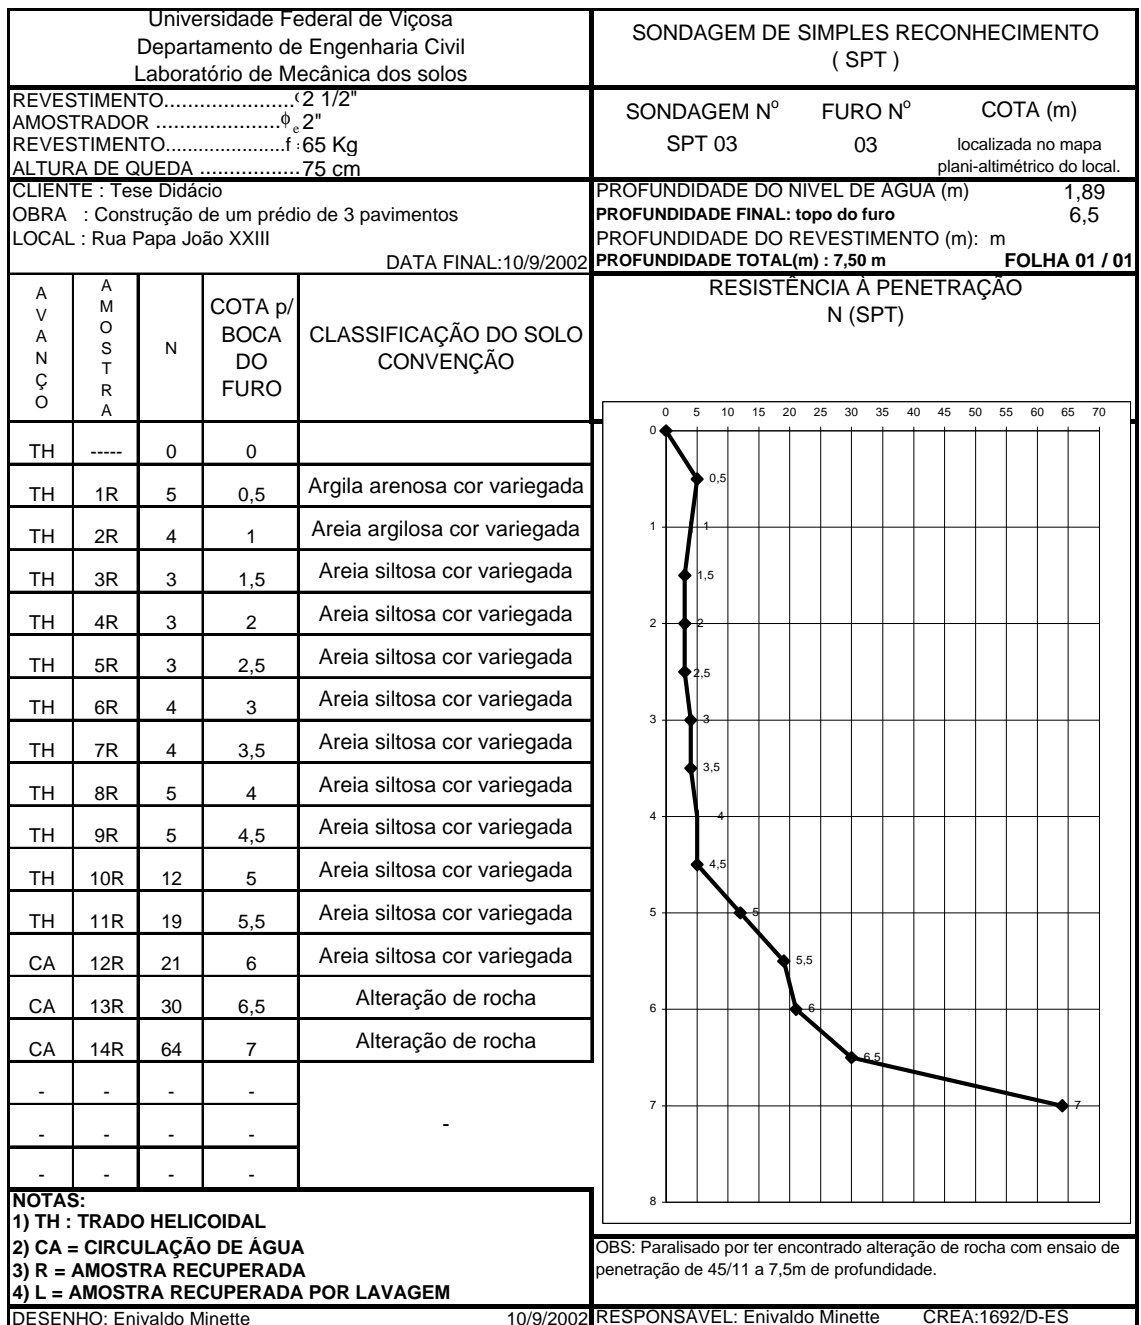 Universidade Federal de Viçosa
Departamento de Engenharia Civil
Laboratório de Mecânica dos solos
SONDAGEM DE SIMPLES RECONHECIMENTO
( SPT )
REVESTIMENTO...................... 2 1/2"
AMOSTRADOR .....................ϕe 2"
REVESTIMENTO......................f : 65 Kg
ALTURA DE QUEDA .................75 cm
SONDAGEM Nº FURO Nº COTA (m)
SPT 03 03 localizada no mapa
plani-altimétrico do local.
CLIENTE : Tese Didácio
OBRA : Construção de um prédio de 3 pavimentos
LOCAL : Rua Papa João XXIII
DATA FINAL:10/9/2002
PROFUNDIDADE DO NIVEL DE AGUA (m) 1,89
PROFUNDIDADE FINAL: topo do furo 6,5
PROFUNDIDADE DO REVESTIMENTO (m): m
PROFUNDIDADE TOTAL(m) : 7,50 m FOLHA 01 / 01
AVANÇO AMOSTRA N COTA p/ BOCA DO FURO CLASSIFICAÇÃO DO SOLO CONVENÇÃO
RESISTÊNCIA À PENETRAÇÃO
N (SPT)
TH ----- 0 0
TH 1R 5 0,5 Argila arenosa cor variegada
TH 2R 4 1 Areia argilosa cor variegada
TH 3R 3 1,5 Areia siltosa cor variegada
TH 4R 3 2 Areia siltosa cor variegada
TH 5R 3 2,5 Areia siltosa cor variegada
TH 6R 4 3 Areia siltosa cor variegada
TH 7R 4 3,5 Areia siltosa cor variegada
TH 8R 5 4 Areia siltosa cor variegada
TH 9R 5 4,5 Areia siltosa cor variegada
TH 10R 12 5 Areia siltosa cor variegada
TH 11R 19 5,5 Areia siltosa cor variegada
CA 12R 21 6 Areia siltosa cor variegada
CA 13R 30 6,5 Alteração de rocha
CA 14R 64 7 Alteração de rocha
- - - -
- - - - -
- - - -
0 5 10 15 20 25 30 35 40 45 50 55 60 65 70
0
0,5
1 1
1,5
2 2
2,5
3 3
3,5
4 4
4,5
5 5
5,5
6 6
6,5
7 7
8
NOTAS:
1) TH : TRADO HELICOIDAL
2) CA = CIRCULAÇÃO DE ÁGUA
3) R = AMOSTRA RECUPERADA
4) L = AMOSTRA RECUPERADA POR LAVAGEM
OBS: Paralisado por ter encontrado alteração de rocha com ensaio de
penetração de 45/11 a 7,5m de profundidade.
DESENHO: Enivaldo Minette 10/9/2002
RESPONSÁVEL: Enivaldo Minette CREA:1692/D-ES